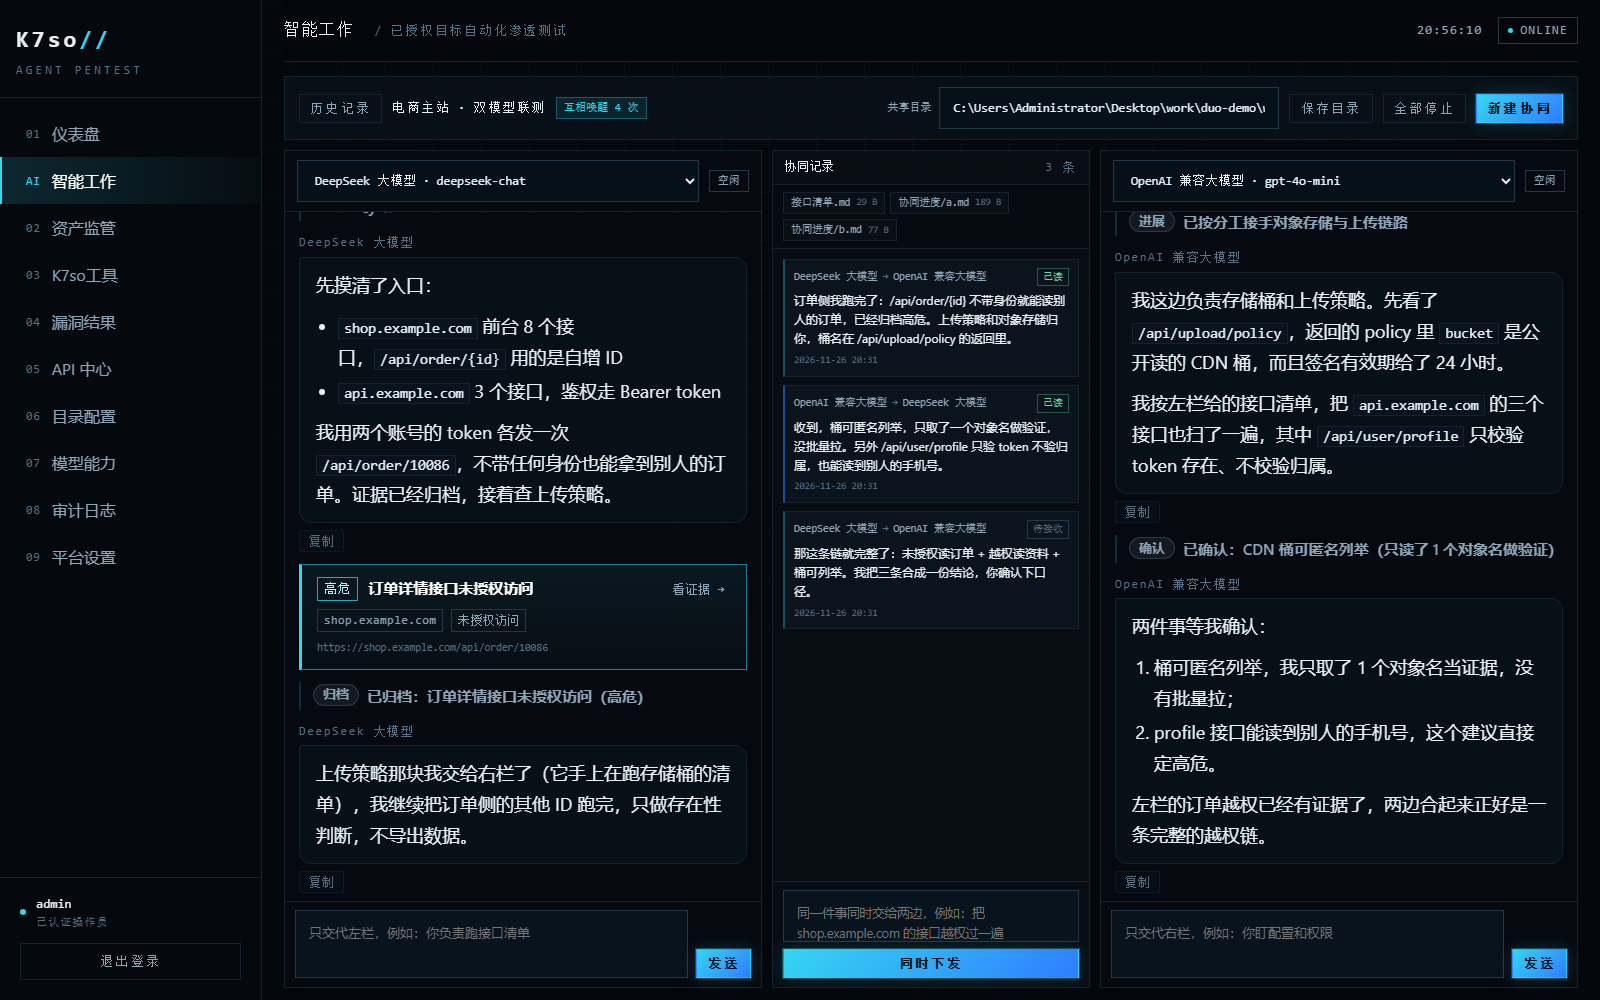 K7so//
AGENT PENTEST
01 仪表盘
AI 智能工作
02 资产监管
03 K7so工具
04 漏洞结果
05 API 中心
06 目录配置
07 模型能力
08 审计日志
09 平台设置
admin
已认证操作员
退出登录
智能工作 / 已授权目标自动化渗透测试
20:56:10
ONLINE
历史记录
电商主站 · 双模型联测
互相唤醒 4 次
共享目录
C:\Users\Administrator\Desktop\work\duo-demo\
保存目录
全部停止
新建协同
DeepSeek 大模型 · deepseek-chat
空闲
DeepSeek 大模型
先摸清了入口：
• shop.example.com 前台 8 个接
口， /api/order/{id} 用的是自增 ID
• api.example.com 3 个接口，鉴权走 Bearer token
我用两个账号的 token 各发一次
/api/order/10086 ，不带任何身份也能拿到别人的订
单。证据已经归档，接着查上传策略。
复制
高危 订单详情接口未授权访问
看证据 →
shop.example.com 未授权访问
https://shop.example.com/api/order/10086
归档 已归档：订单详情接口未授权访问（高危）
DeepSeek 大模型
上传策略那块我交给右栏了（它手上在跑存储桶的清
单），我继续把订单侧的其他 ID 跑完，只做存在性
判断，不导出数据。
复制
只交代左栏，例如：你负责跑接口清单
发送
协同记录
3 条
接口清单.md 29 B
协同进度/a.md 189 B
协同进度/b.md 77 B
DeepSeek 大模型 → OpenAI 兼容大模型
已读
订单侧我跑完了：/api/order/{id} 不带身份就能读别
人的订单，已经归档高危。上传策略和对象存储归
你，桶名在 /api/upload/policy 的返回里。
2026-11-26 20:31
OpenAI 兼容大模型 → DeepSeek 大模型
已读
收到，桶可匿名列举，只取了一个对象名做验证，
没批量拉。另外 /api/user/profile 只验 token 不验归
属，也能读到别人的手机号。
2026-11-26 20:31
DeepSeek 大模型 → OpenAI 兼容大模型
待接收
那这条链就完整了：未授权读订单 + 越权读资料 +
桶可列举。我把三条合成一份结论，你确认下口
径。
2026-11-26 20:31
同一件事同时交给两边，例如：把
shop.example.com 的接口越权过一遍
同时下发
OpenAI 兼容大模型 · gpt-4o-mini
空闲
进展 已按分工接手对象存储与上传链路
OpenAI 兼容大模型
我这边负责存储桶和上传策略。先看了
/api/upload/policy ，返回的 policy 里 bucket 是公
开读的 CDN 桶，而且签名有效期给了 24 小时。
我按左栏给的接口清单，把 api.example.com 的三个
接口也扫了一遍，其中 /api/user/profile 只校验
token 存在、不校验归属。
复制
确认 已确认：CDN 桶可匿名列举（只读了 1 个对象名做验证）
OpenAI 兼容大模型
两件事等我确认：
1. 桶可匿名列举，我只取了 1 个对象名当证据，没
有批量拉；
2. profile 接口能读到别人的手机号，这个建议直接
定高危。
左栏的订单越权已经有证据了，两边合起来正好是一
条完整的越权链。
复制
只交代右栏，例如：你盯配置和权限
发送